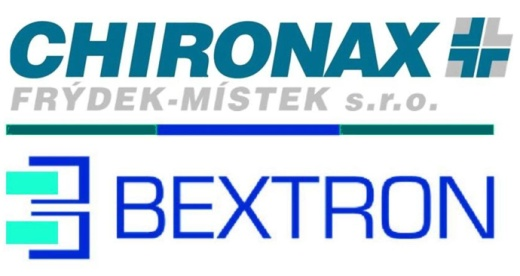 CHIRONAX
FRÝDEK-MÍSTEK s.r.o.
BEXTRON